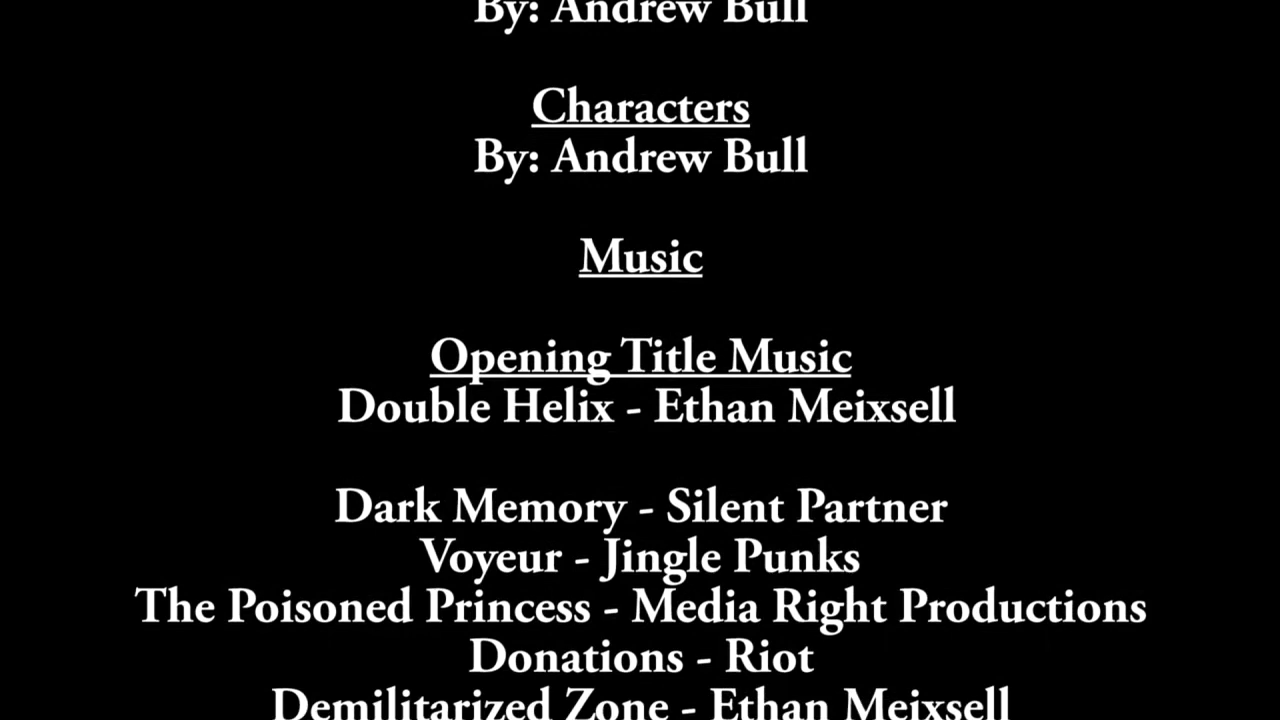 By: Andrew Bull
Characters
By: Andrew Bull
Music
Opening Title Music
Double Helix - Ethan Meixsell
Dark Memory - Silent Partner
Voyeur - Jingle Punks
The Poisoned Princess - Media Right Productions
Donations - Riot
Demilitarized Zone - Ethan Meixsell